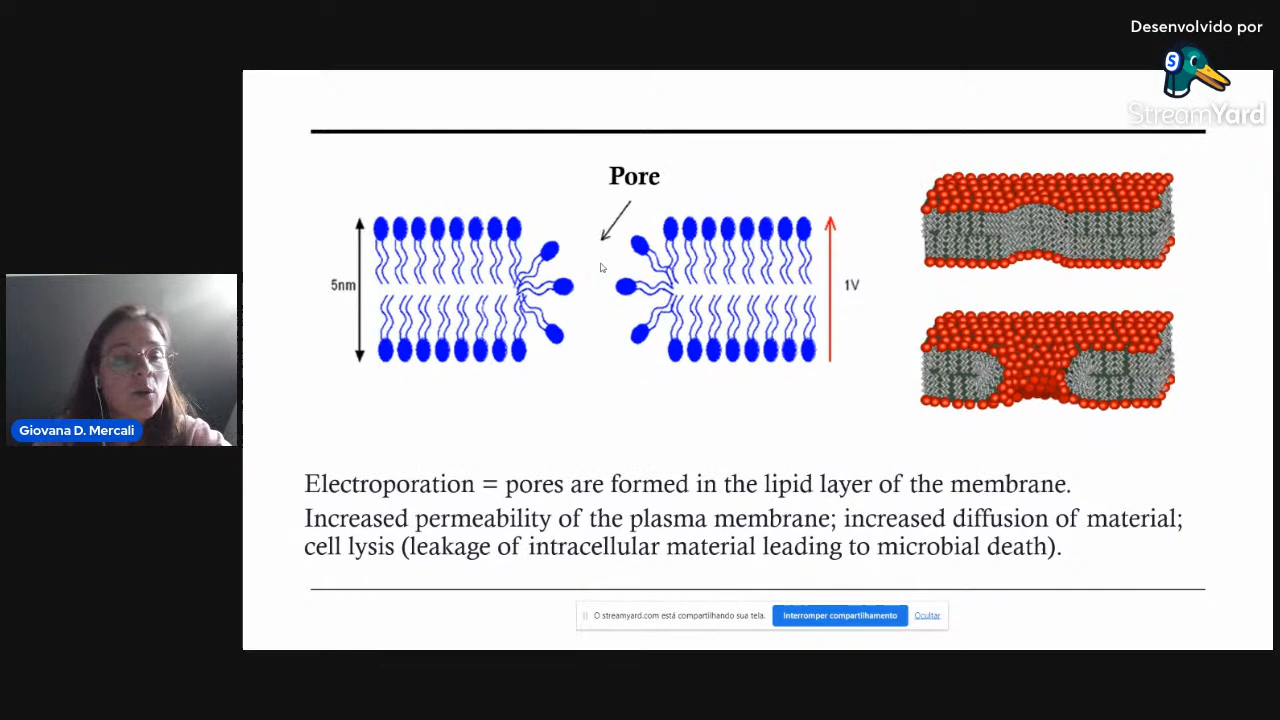 Desenvolvido por
StreamYard
Pore
5nm
1V
Giovana D. Mercali
Electroporation = pores are formed in the lipid layer of the membrane.
Increased permeability of the plasma membrane; increased diffusion of material;
cell lysis (leakage of intracellular material leading to microbial death).
O streamyard.com está compartilhando sua tela. Interromper compartilhamento Ocultar